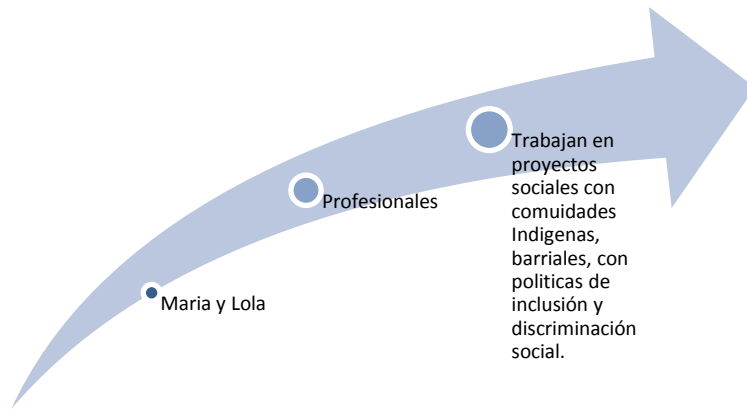 Trabajan en
proyectos
sociales con
comuidades
Indigenas,
barriales, con
politicas de
inclusión y
discriminación
social.
Profesionales
Maria y Lola